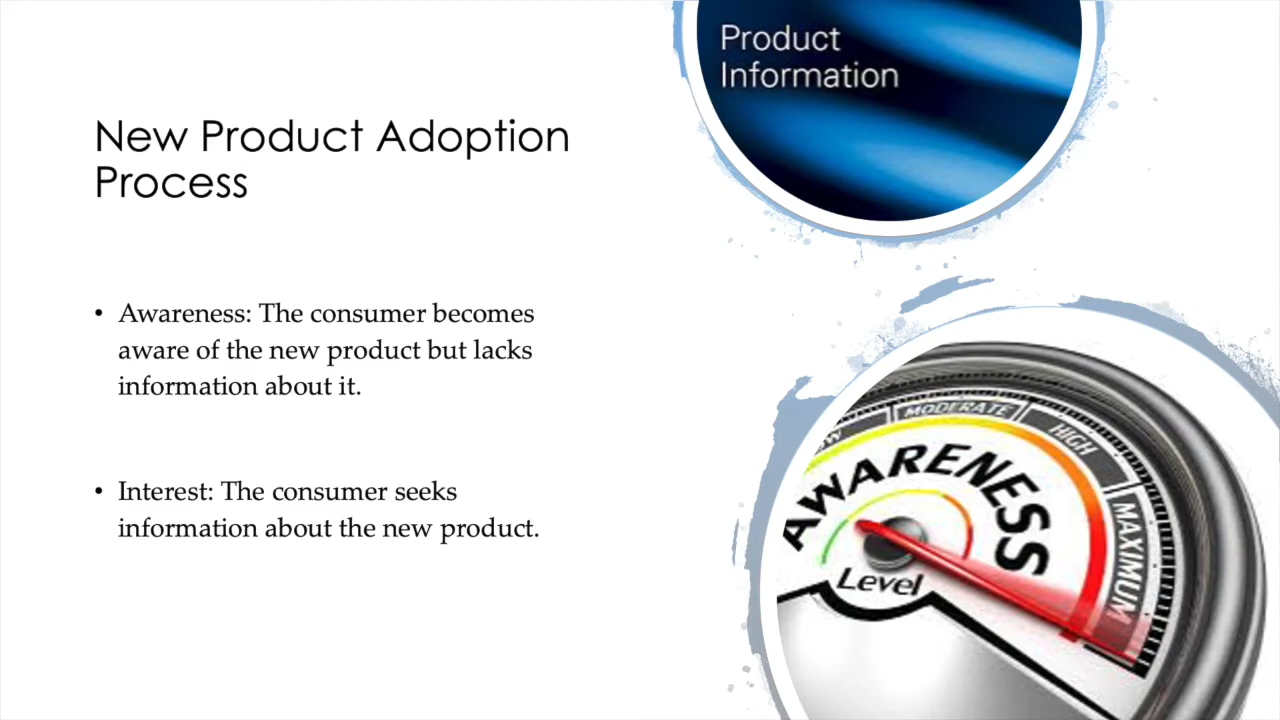 Product
Information
New Product Adoption
Process
• Awareness: The consumer becomes
aware of the new product but lacks
information about it.
• Interest: The consumer seeks
information about the new product.
MODERATE
HIGH
MAXIMUM
AWARENESS
Level